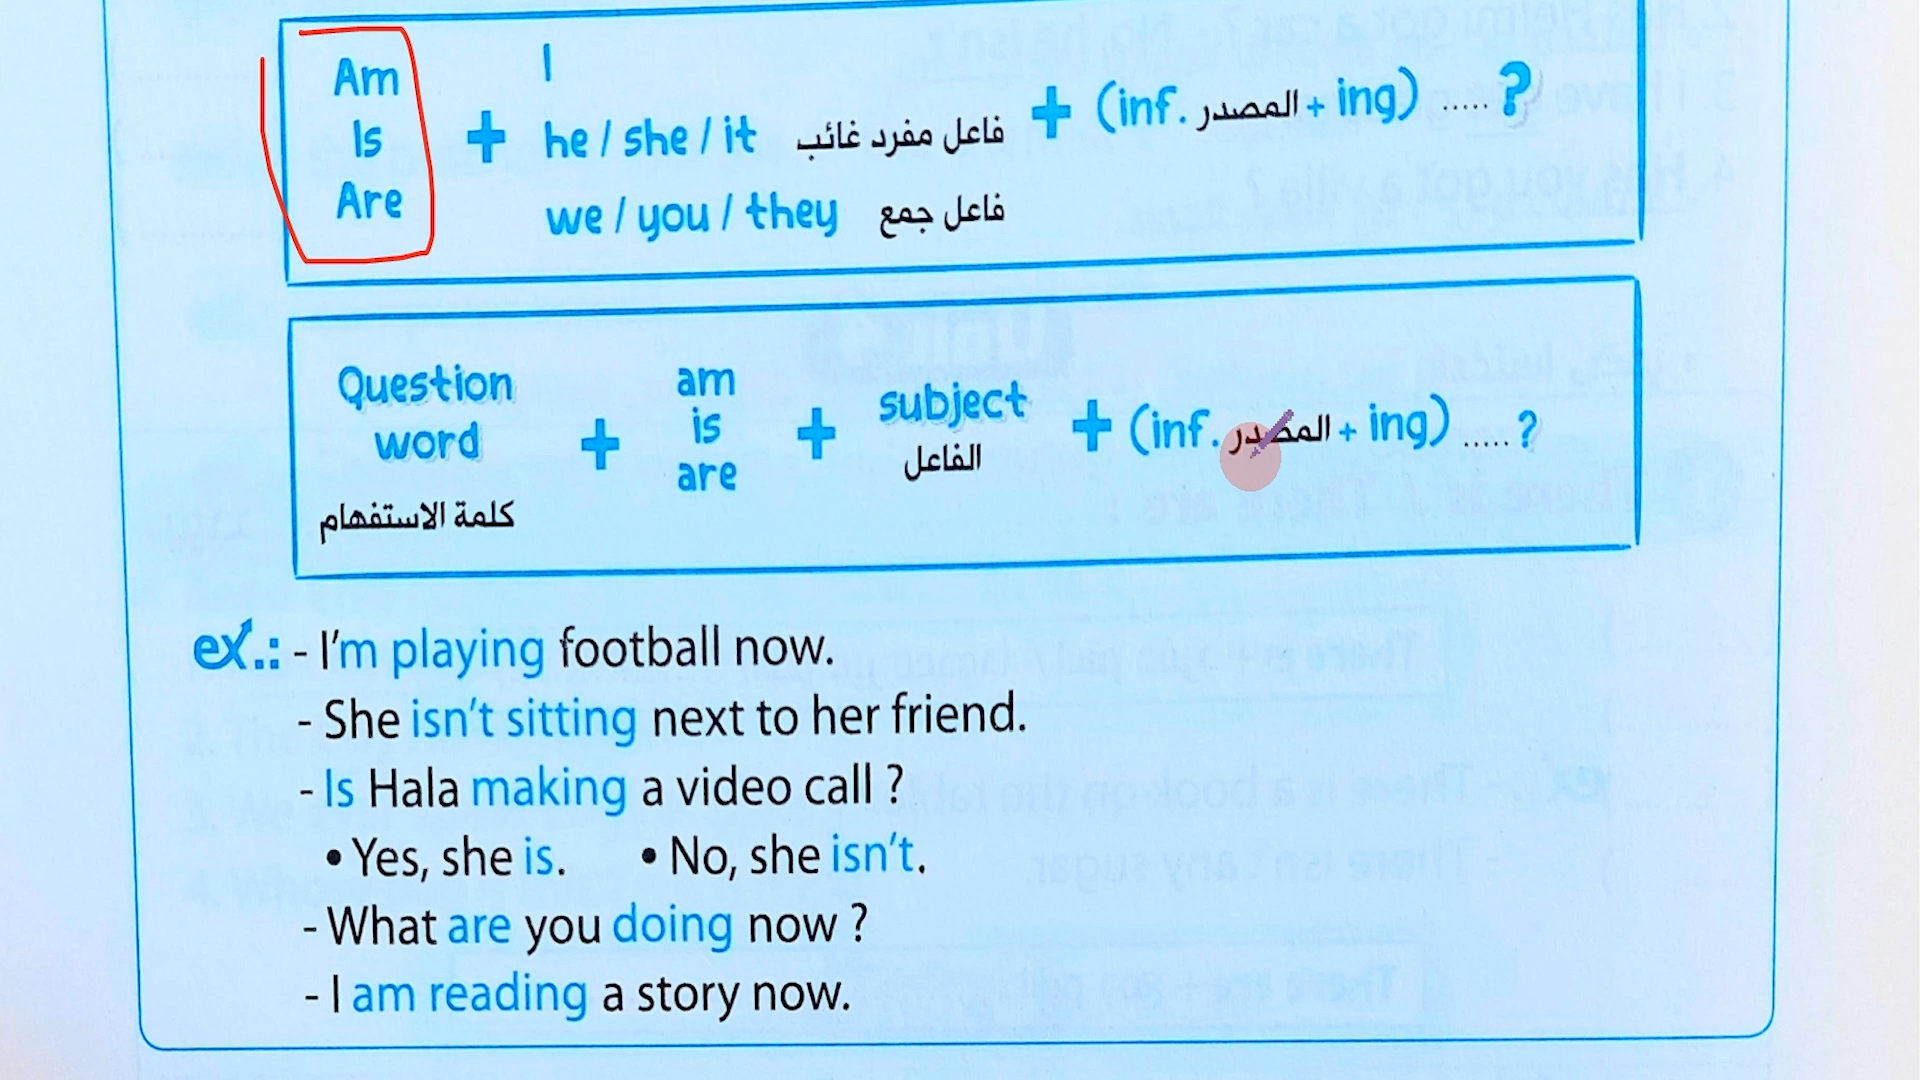 Am + I + (inf. المصدر + ing) ..... ?
Is he / she / it فاعل مفرد غائب
Are we / you / they فاعل جمع
Question word + am is are + subject + (inf. المصدر + ing) ..... ?
كلمة الاستفهام الفاعل
ex.: - I'm playing football now.
- She isn't sitting next to her friend.
- Is Hala making a video call ?
• Yes, she is. • No, she isn't.
- What are you doing now ?
- I am reading a story now.